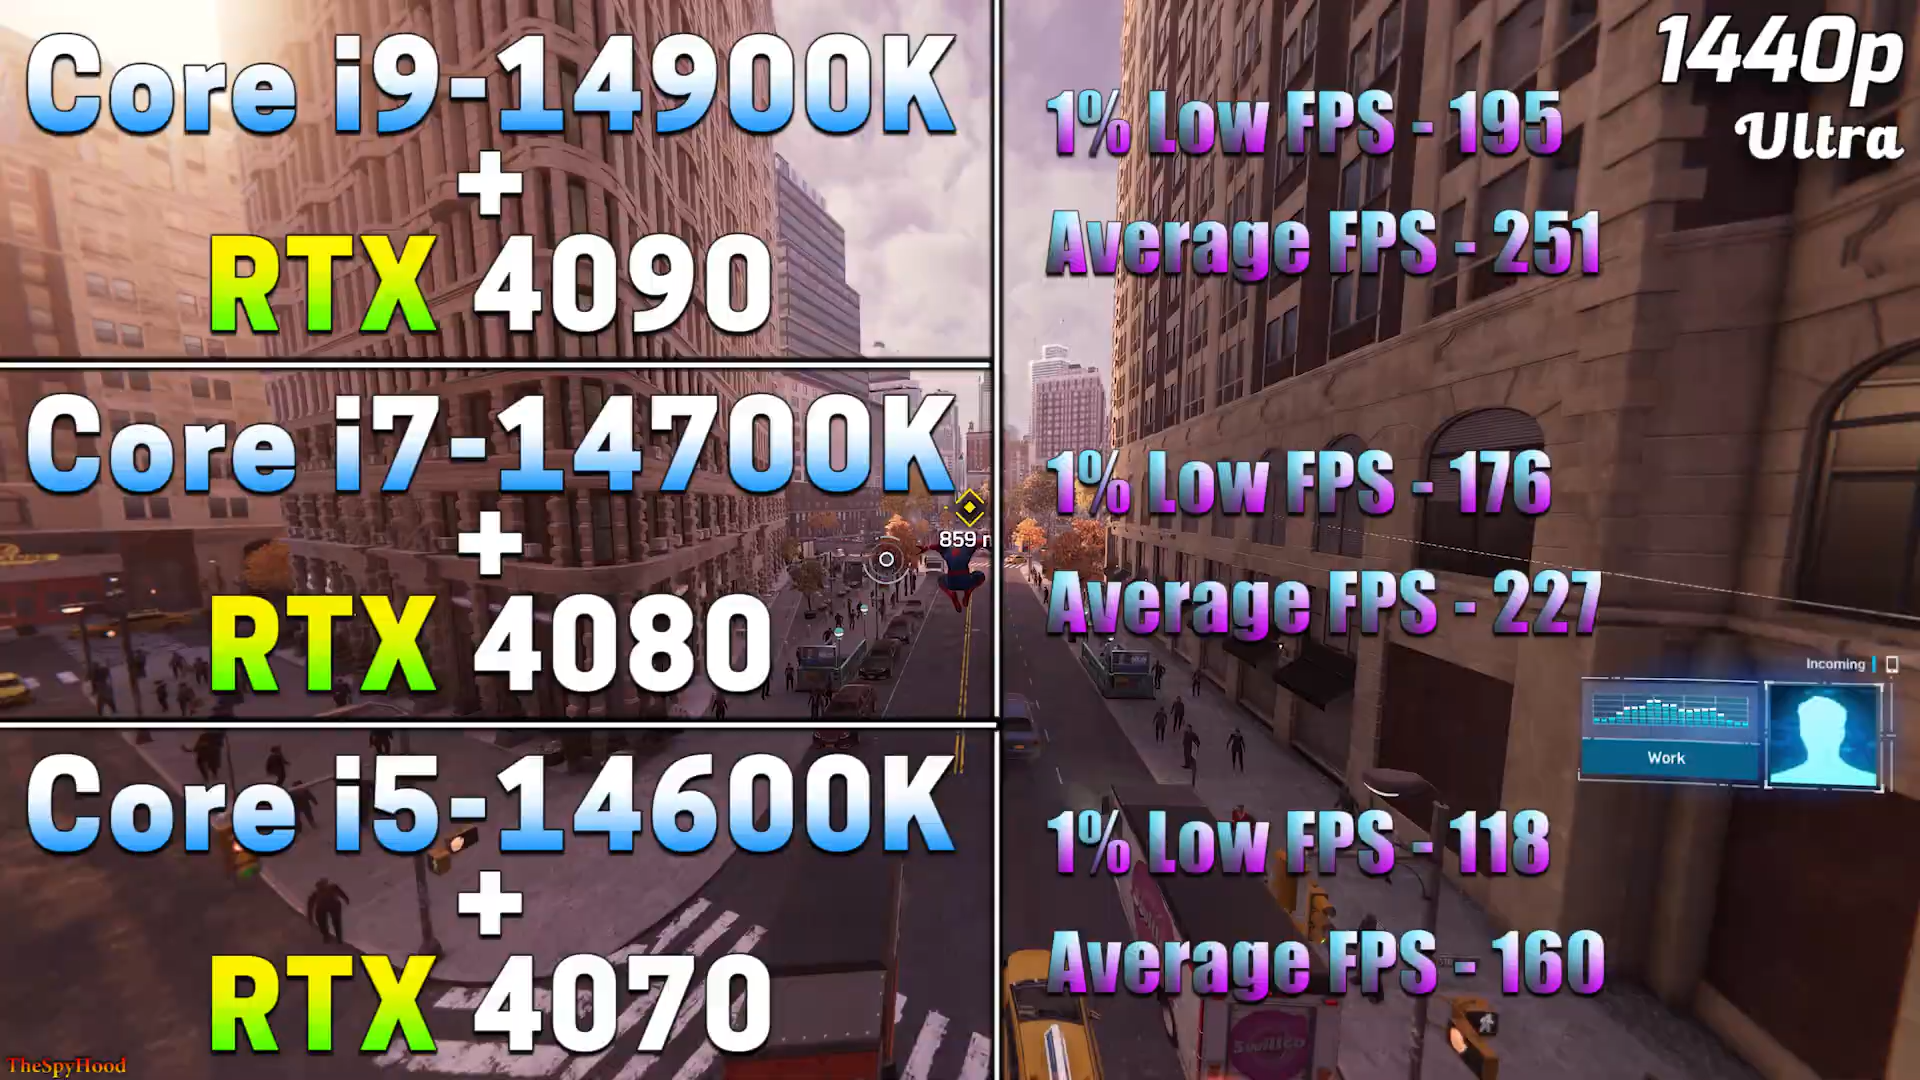 Core i9-14900K
+
RTX 4090
1% Low FPS - 195
Average FPS - 251
1440p
Ultra
Core i7-14700K
+
RTX 4080
1% Low FPS - 176
Average FPS - 227
859
Incoming
Work
Core i5-14600K
+
RTX 4070
1% Low FPS - 118
Average FPS - 160
TheSpyHood